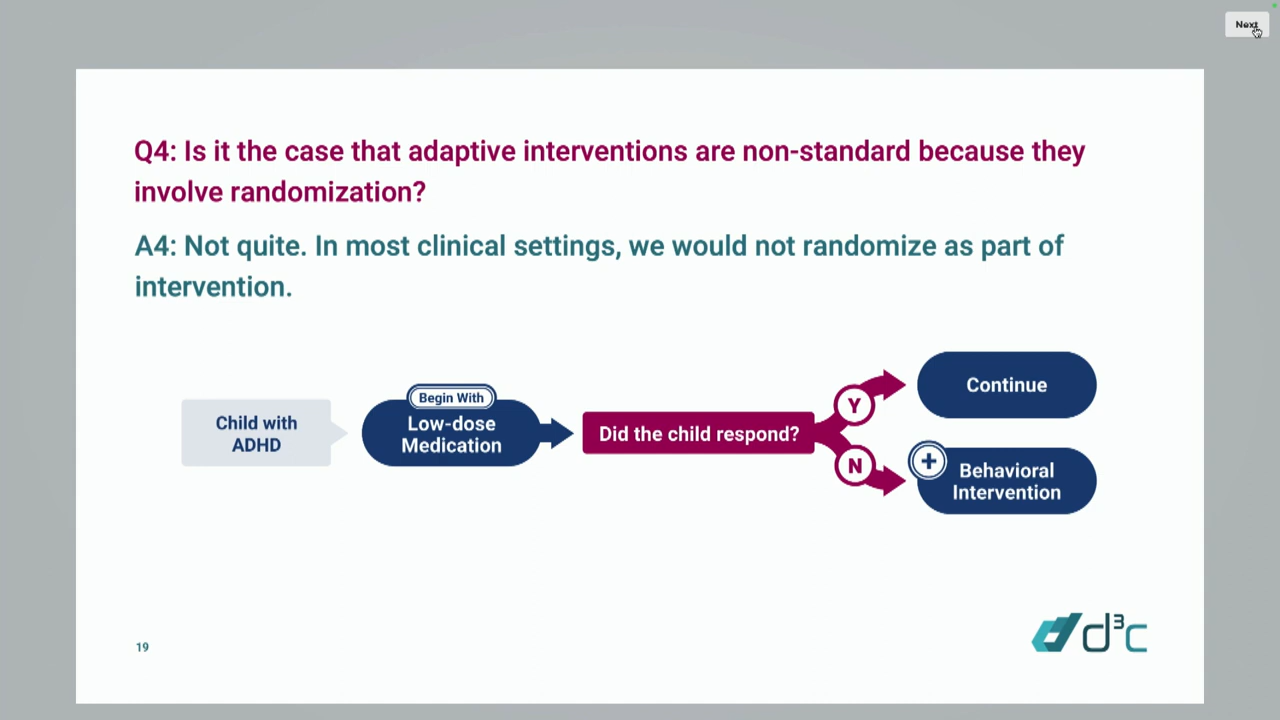 Next
Q4: Is it the case that adaptive interventions are non-standard because they
involve randomization?
A4: Not quite. In most clinical settings, we would not randomize as part of
intervention.
Child with
ADHD
Begin With
Low-dose
Medication
Did the child respond?
Y
N
Continue
+
Behavioral
Intervention
19
d³c